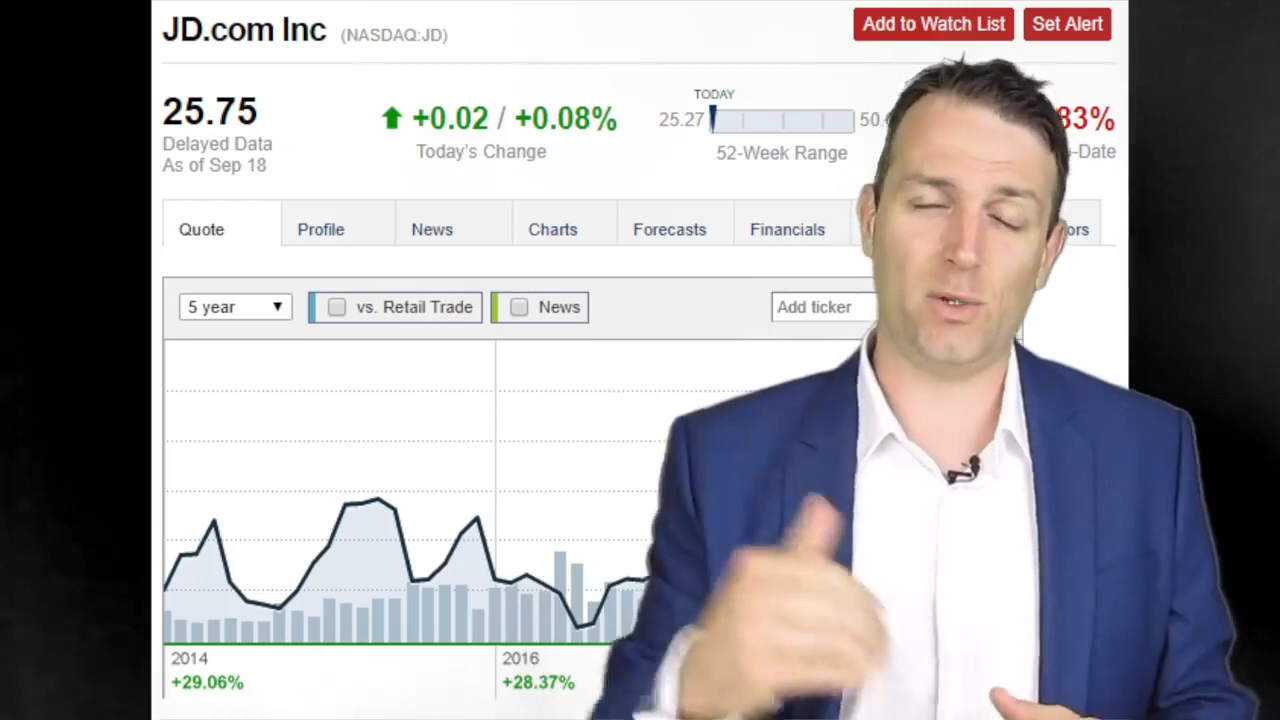 JD.com Inc (NASDAQ:JD)
Add to Watch List
Set Alert
25.75
Delayed Data
As of Sep 18
+0.02 / +0.08%
Today's Change
TODAY
25.27
52-Week Range
83%
-Date
Quote
Profile
News
Charts
Forecasts
Financials
5 year
vs. Retail Trade
News
Add ticker
2014
+29.06%
2016
+28.37%